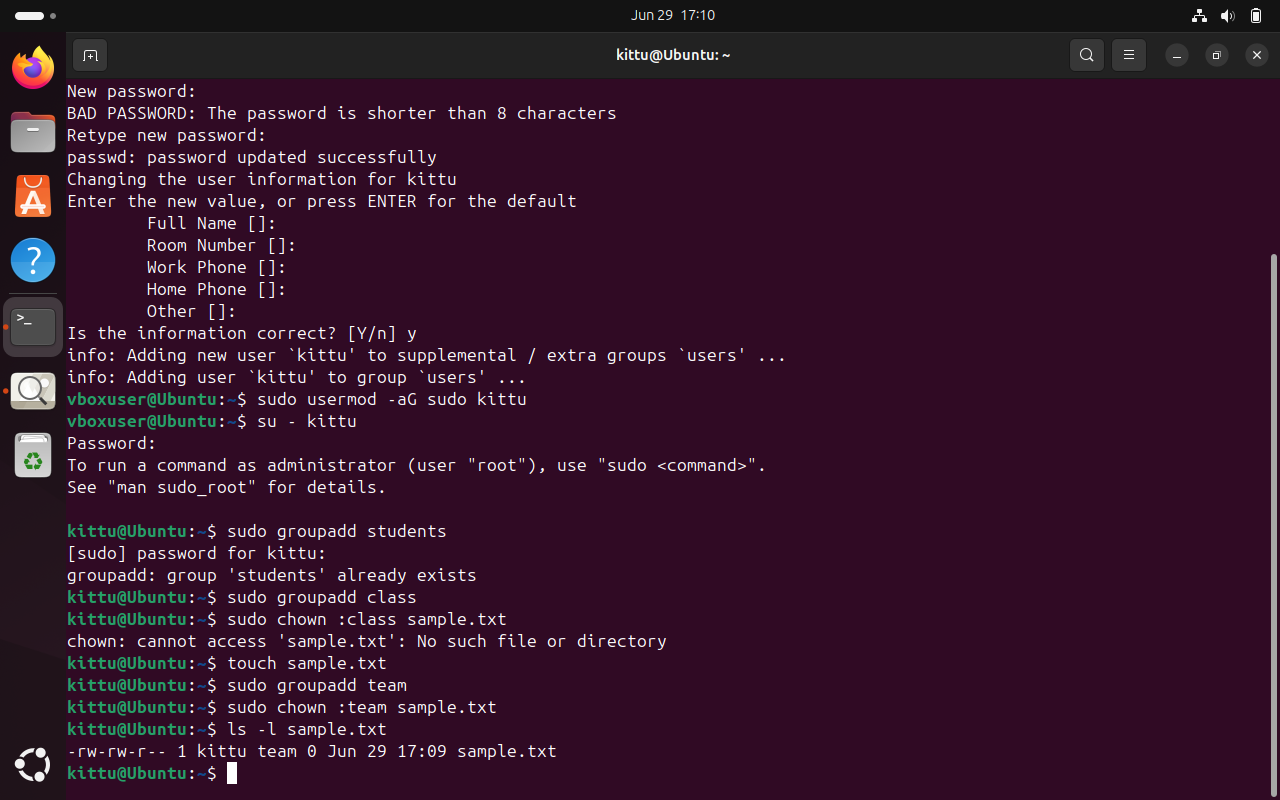 Jun 29 17:10
kittu@Ubuntu: ~
New password:
BAD PASSWORD: The password is shorter than 8 characters
Retype new password:
passwd: password updated successfully
Changing the user information for kittu
Enter the new value, or press ENTER for the default
        Full Name []:
        Room Number []:
        Work Phone []:
        Home Phone []:
        Other []:
Is the information correct? [Y/n] y
info: Adding new user `kittu' to supplemental / extra groups `users' ...
info: Adding user `kittu' to group `users' ...
vboxuser@Ubuntu:~$ sudo usermod -aG sudo kittu
vboxuser@Ubuntu:~$ su - kittu
Password:
To run a command as administrator (user "root"), use "sudo <command>".
See "man sudo_root" for details.

kittu@Ubuntu:~$ sudo groupadd students
[sudo] password for kittu:
groupadd: group 'students' already exists
kittu@Ubuntu:~$ sudo groupadd class
kittu@Ubuntu:~$ sudo chown :class sample.txt
chown: cannot access 'sample.txt': No such file or directory
kittu@Ubuntu:~$ touch sample.txt
kittu@Ubuntu:~$ sudo groupadd team
kittu@Ubuntu:~$ sudo chown :team sample.txt
kittu@Ubuntu:~$ ls -l sample.txt
-rw-rw-r-- 1 kittu team 0 Jun 29 17:09 sample.txt
kittu@Ubuntu:~$